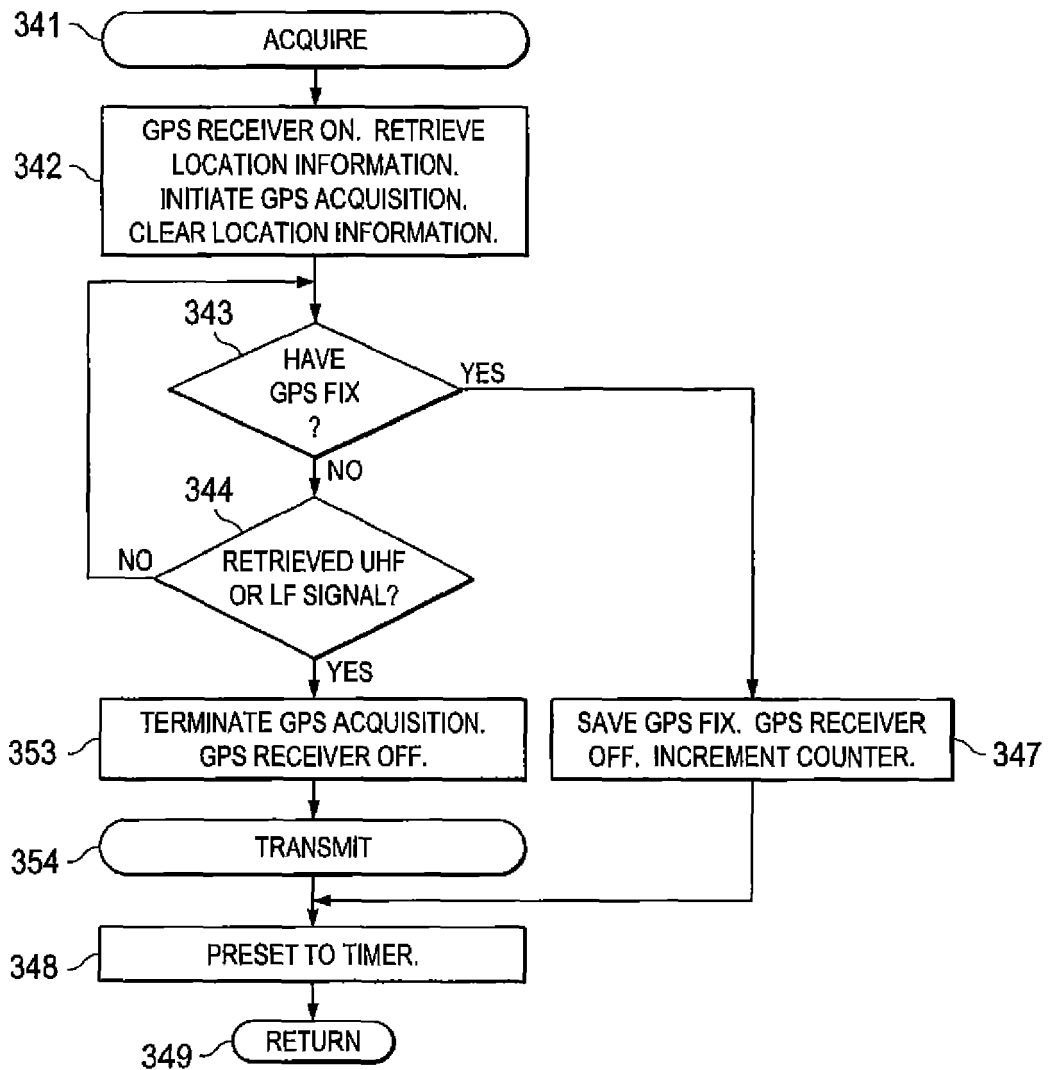 341
ACQUIRE
342
GPS RECEIVER ON. RETRIEVE
LOCATION INFORMATION.
INITIATE GPS ACQUISITION.
CLEAR LOCATION INFORMATION.
343
HAVE
GPS FIX
?
YES
NO
344
NO
RETRIEVED UHF
OR LF SIGNAL?
YES
353
TERMINATE GPS ACQUISITION.
GPS RECEIVER OFF.
SAVE GPS FIX. GPS RECEIVER
OFF. INCREMENT COUNTER.
347
354
TRANSMIT
348
PRESET TO TIMER.
349
RETURN